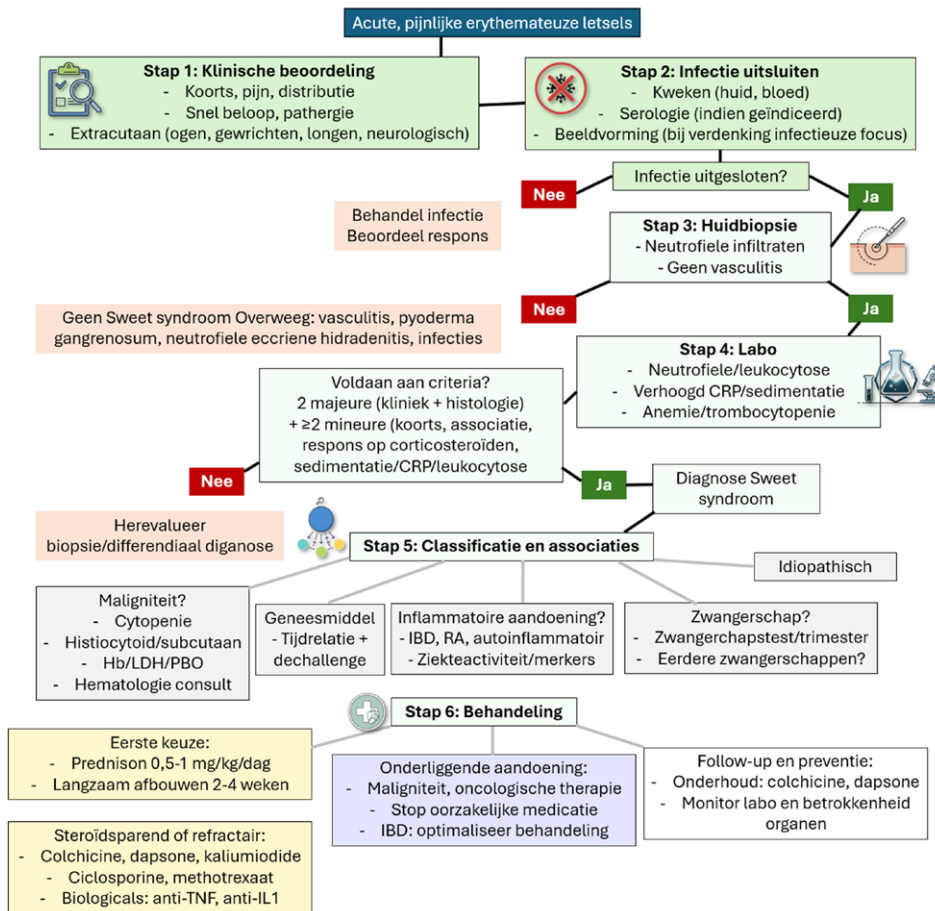 Acute, pijnlijke erythemateuze letsels
Stap 1: Klinische beoordeling
- Koorts, pijn, distributie
- Snel beloop, pathergie
- Extracutaan (ogen, gewrichten, longen, neurologisch)
Stap 2: Infectie uitsluiten
- Kweken (huid, bloed)
- Serologie (indien geïndiceerd)
- Beeldvorming (bij verdenking infectieuze focus)
Infectie uitgesloten?
Nee
Ja
Behandel infectie
Beoordeel respons
Stap 3: Huidbiopsie
- Neutrofiele infiltraten
- Geen vasculitis
Nee
Ja
Geen Sweet syndroom Overweeg: vasculitis, pyoderma
gangrenosum, neutrofiele eccriene hidradenitis, infecties
Stap 4: Labo
- Neutrofiele/leukocytose
- Verhoogd CRP/sedimentatie
- Anemie/trombocytopenie
Voldaan aan criteria?
2 majeure (kliniek + histologie)
+ ≥2 mineure (koorts, associatie,
respons op corticosteroïden,
sedimentatie/CRP/leukocytose
Nee
Ja
Diagnose Sweet
syndroom
Herevalueer
biopsie/differendiaal diganose
Stap 5: Classificatie en associaties
Idiopathisch
Maligniteit?
- Cytopenie
- Histiocytoid/subcutaan
- Hb/LDH/PBO
- Hematologie consult
Geneesmiddel
- Tijdrelatie +
dechallenge
Inflammatoire aandoening?
- IBD, RA, autoinflammatoir
- Ziekteactiviteit/merkers
Zwangerschap?
- Zwangerchapstest/trimester
- Eerdere zwangerschappen?
Stap 6: Behandeling
Eerste keuze:
- Prednison 0,5-1 mg/kg/dag
- Langzaam afbouwen 2-4 weken
Onderliggende aandoening:
- Maligniteit, oncologische therapie
- Stop oorzakelijke medicatie
- IBD: optimaliseer behandeling
Follow-up en preventie:
- Onderhoud: colchicine, dapsone
- Monitor labo en betrokkenheid
organen
Steroïdsparend of refractair:
- Colchicine, dapsone, kaliumiodide
- Ciclosporine, methotrexaat
- Biologicals: anti-TNF, anti-IL1